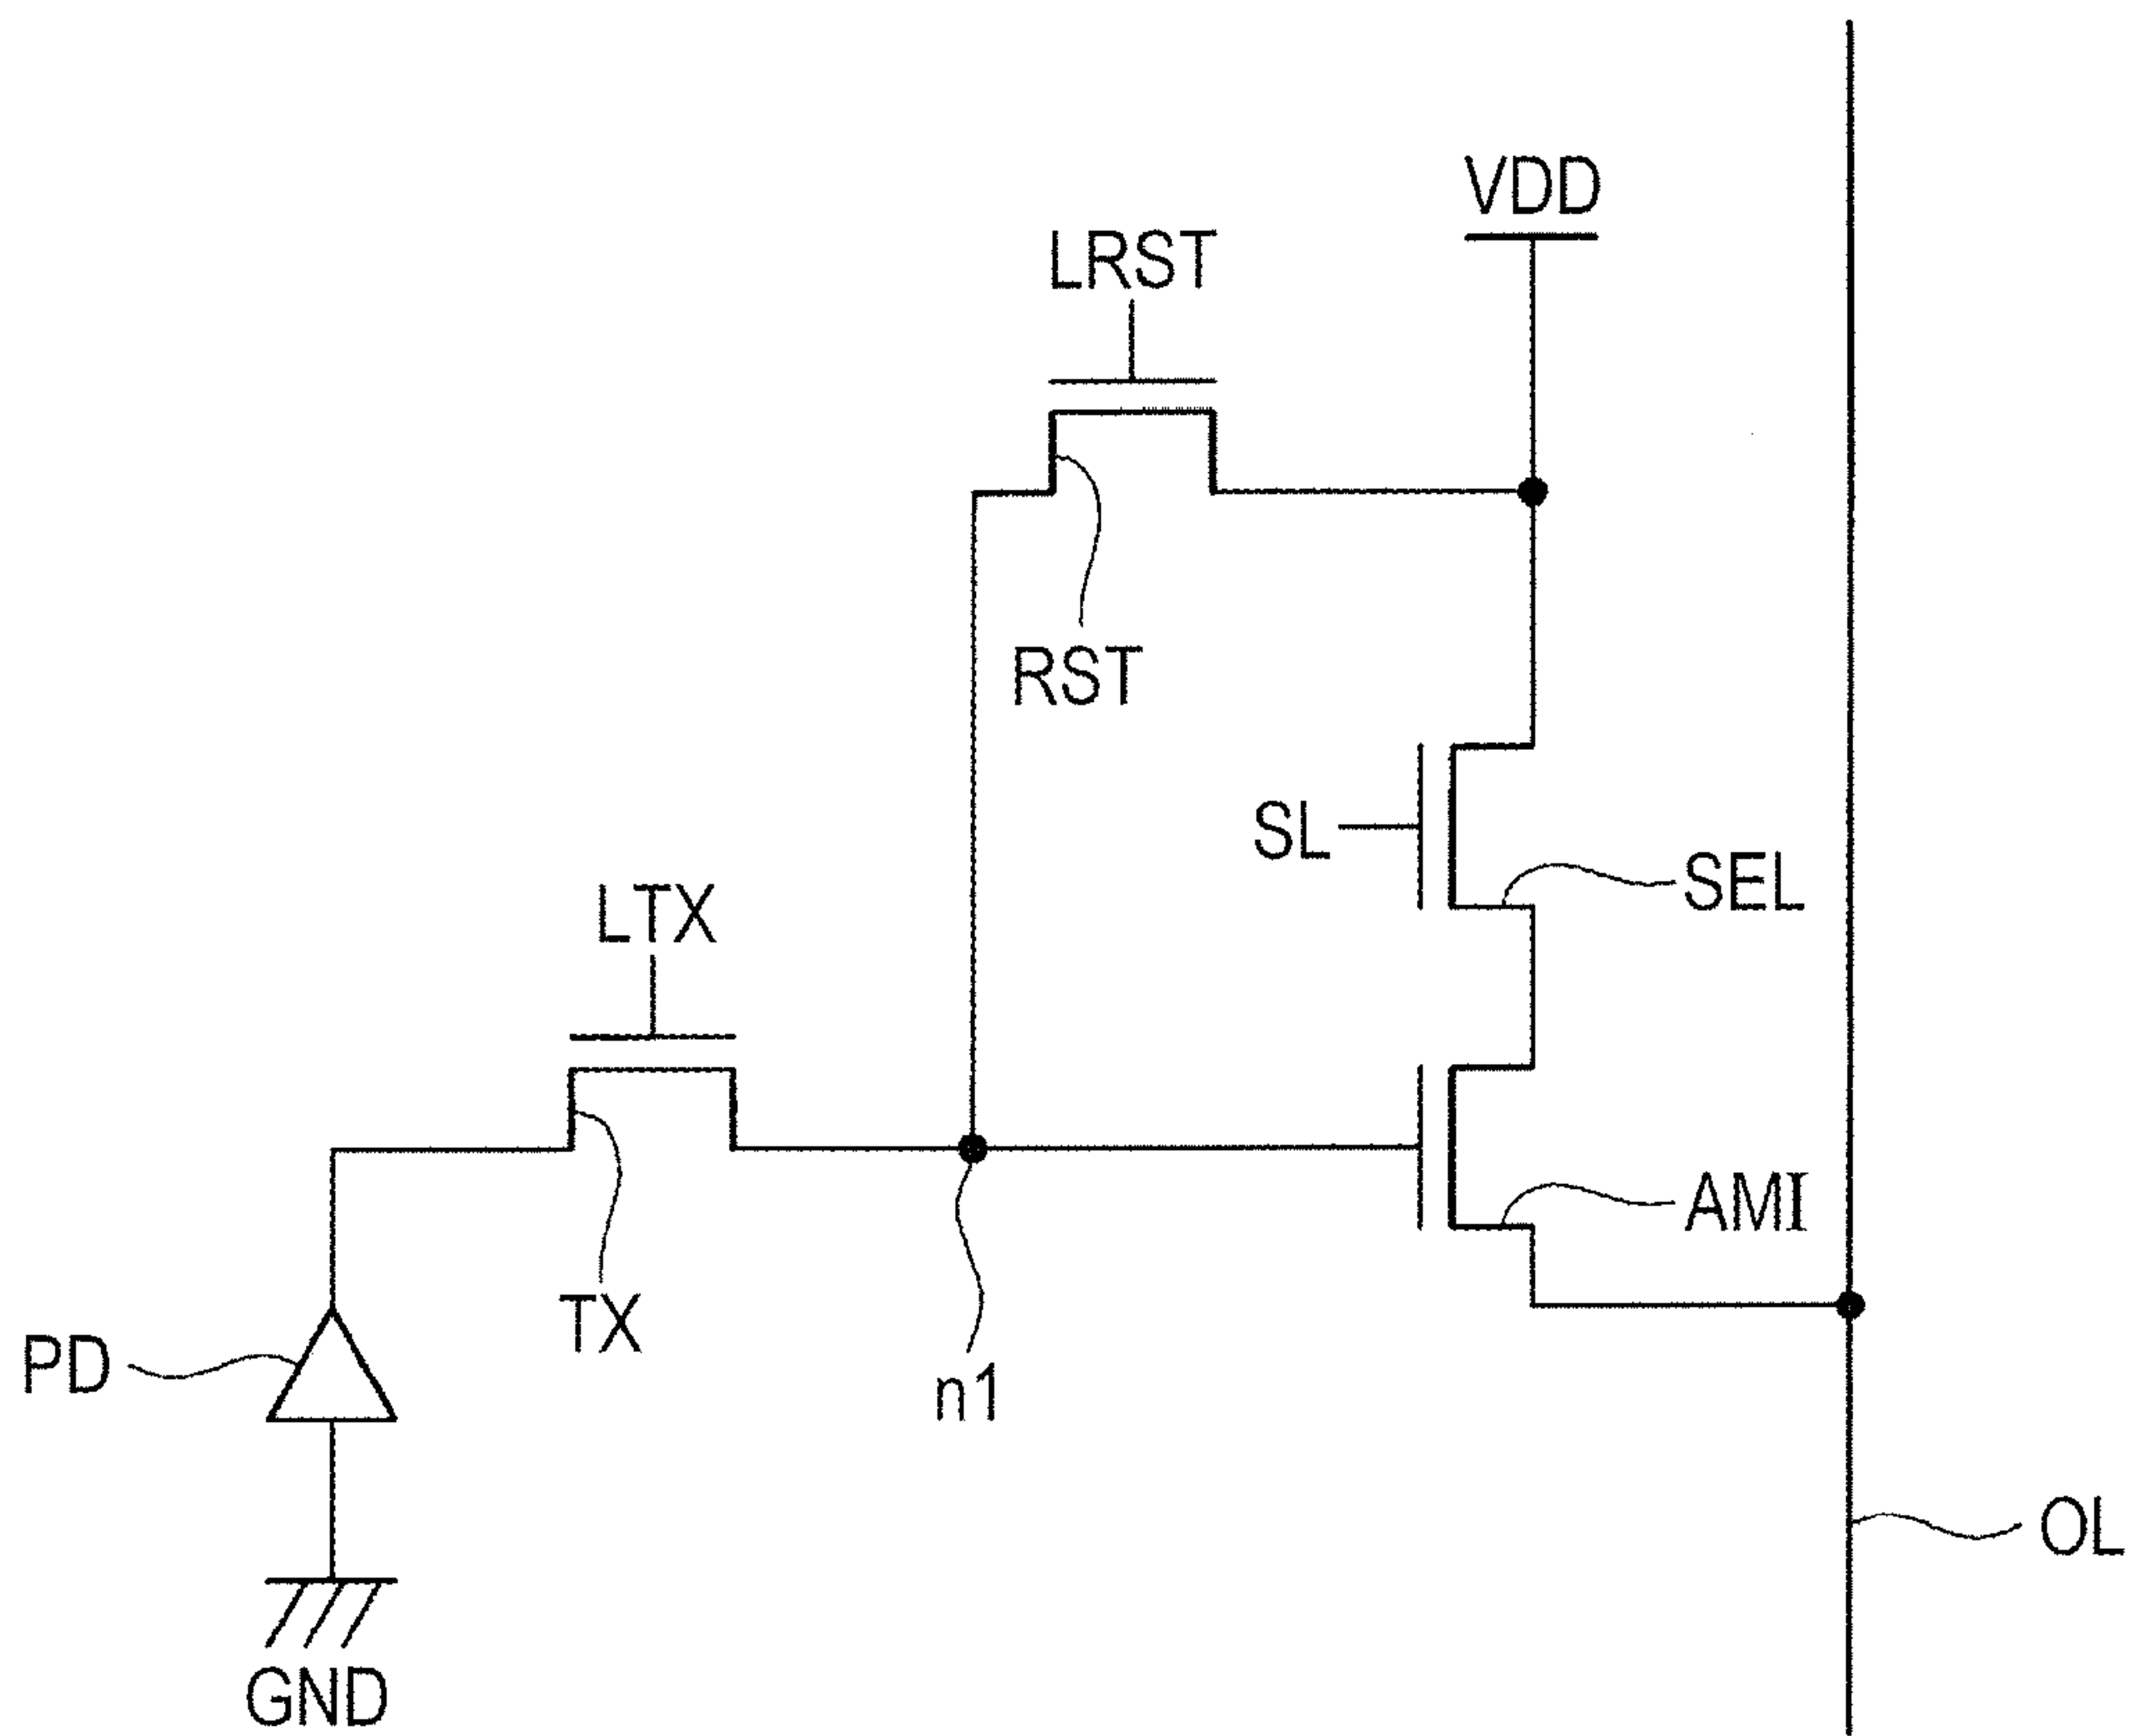 VDD
LRST
RST
SL
SEL
LTX
AMI
TX
PD
n1
OL
GND